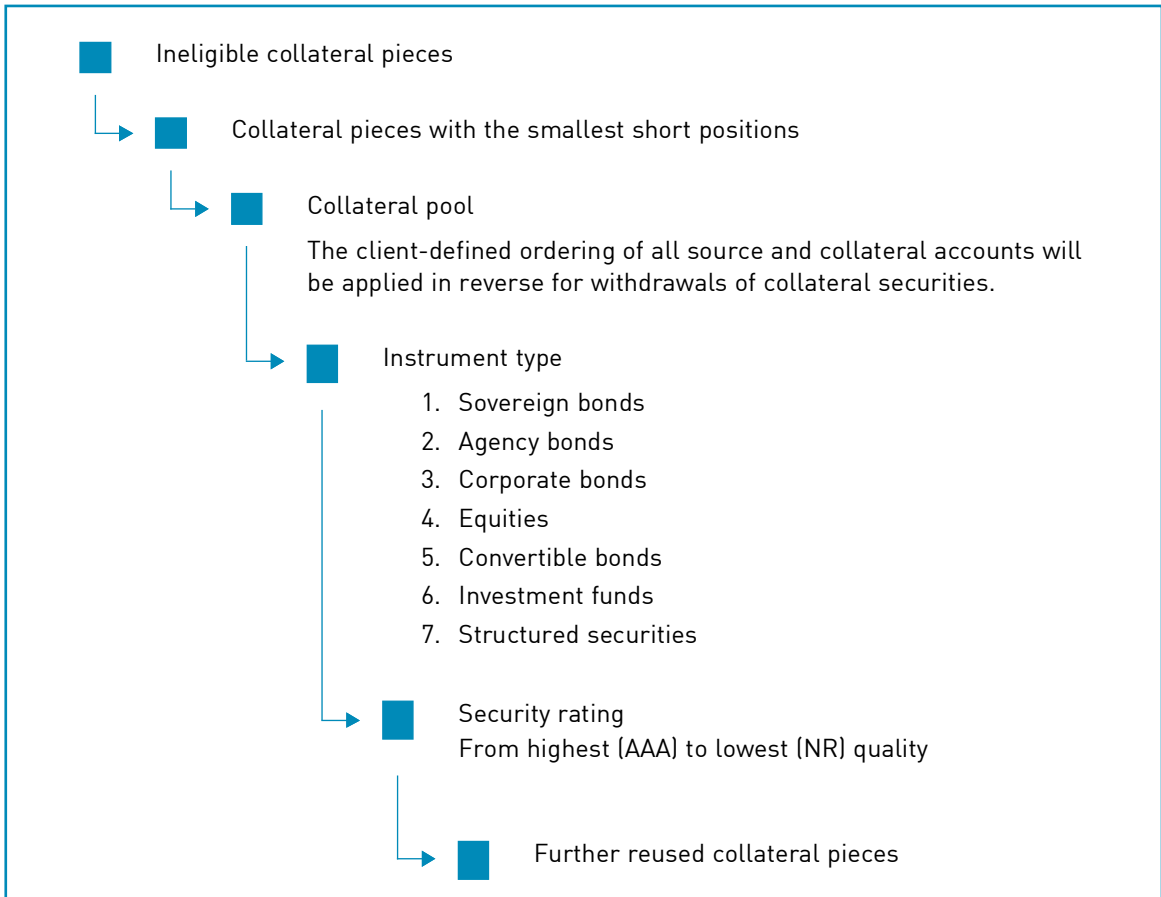 Ineligible collateral pieces
Collateral pieces with the smallest short positions
Collateral pool
The client-defined ordering of all source and collateral accounts will
be applied in reverse for withdrawals of collateral securities.
Instrument type
1. Sovereign bonds
2. Agency bonds
3. Corporate bonds
4. Equities
5. Convertible bonds
6. Investment funds
7. Structured securities
Security rating
From highest (AAA) to lowest (NR) quality
Further reused collateral pieces